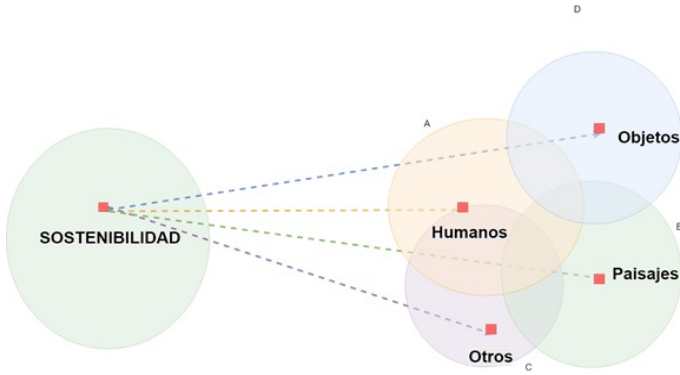 D
A
Objetos
SOSTENIBILIDAD
Humanos
B
Paisajes
Otros
C